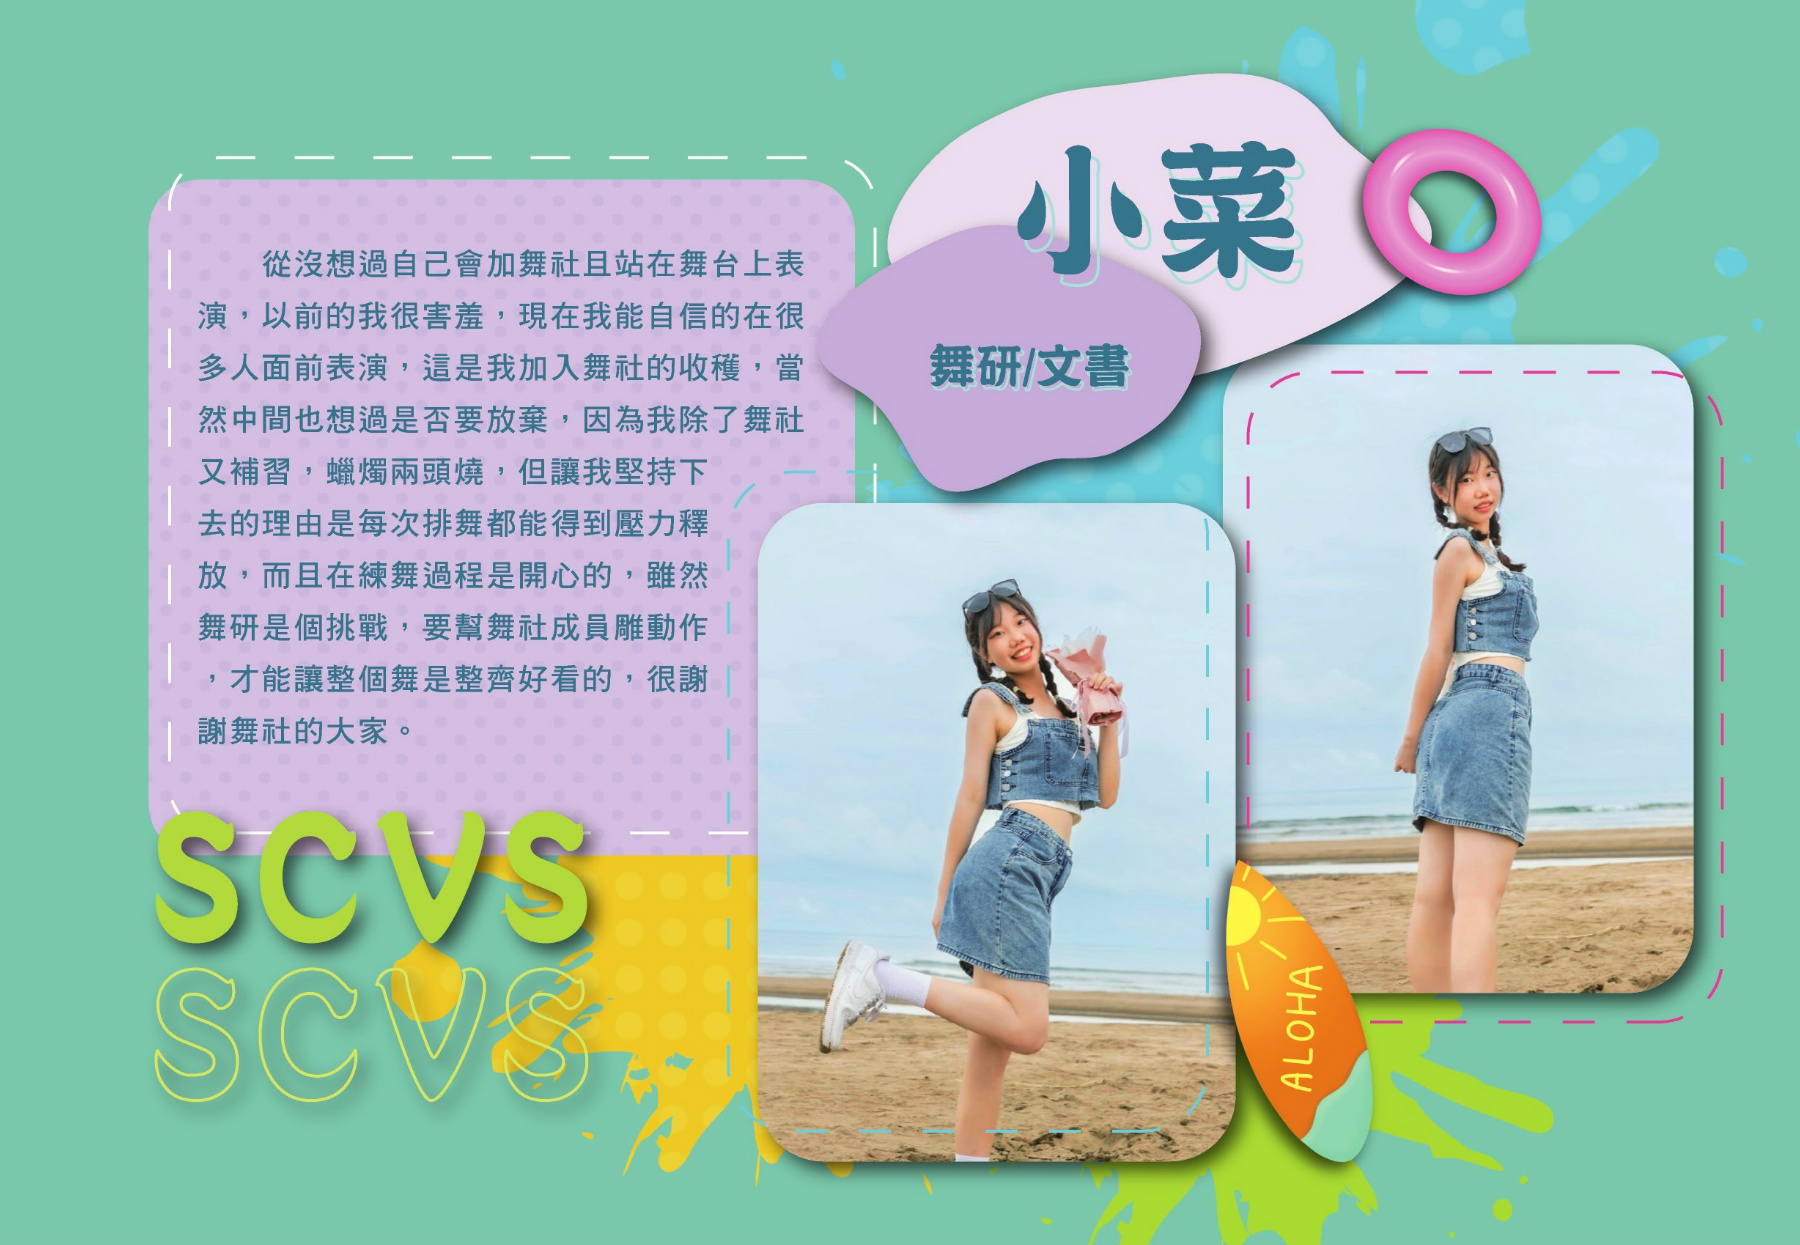 小菜
舞研/文書
從沒想過自己會加舞社且站在舞台上表
演，以前的我很害羞，現在我能自信的在很
多人面前表演，這是我加入舞社的收穫，當
然中間也想過是否要放棄，因為我除了舞社
又補習，蠟燭兩頭燒，但讓我堅持下
去的理由是每次排舞都能得到壓力釋
放，而且在練舞過程是開心的，雖然
舞研是個挑戰，要幫舞社成員雕動作
，才能讓整個舞是整齊好看的，很謝
謝舞社的大家。
SCVS
SCVS
ALOHA